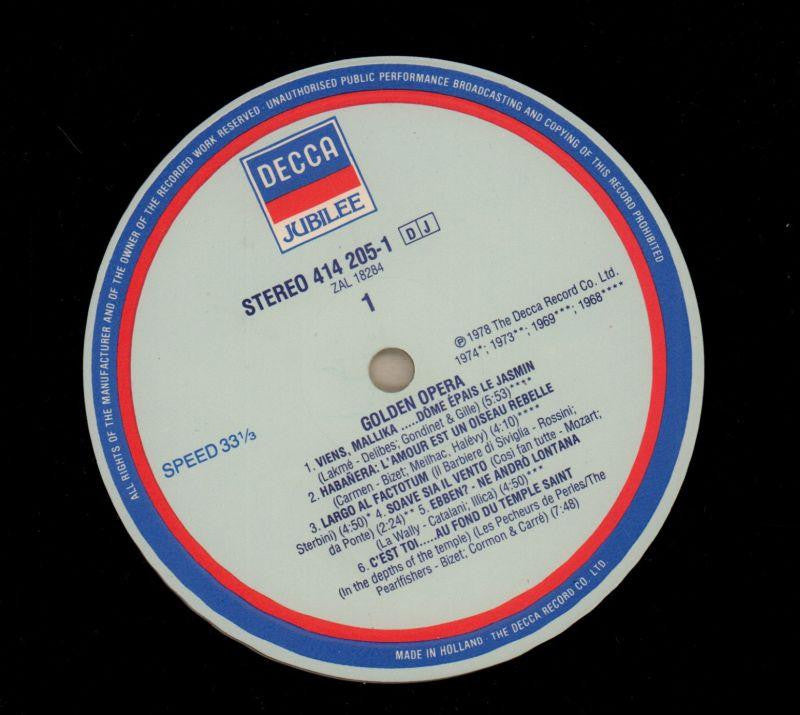 ALL RIGHTS OF THE MANUFACTURER AND OF THE OWNER OF THE RECORDED WORK RESERVED · UNAUTHORISED PUBLIC PERFORMANCE BROADCASTING AND COPYING OF THIS RECORD PROHIBITED
DECCA
JUBILEE
STEREO 414 205-1 DJ
ZAL 18284
1
℗ 1978 The Decca Record Co. Ltd.
1974*; 1973**; 1969***; 1968****
SPEED 33⅓
GOLDEN OPERA
1. VIENS, MALLIKA .....DÔME ÉPAIS LE JASMIN
(Lakmé - Delibes; Gondinet & Gille) (5:53)****
2. HABAÑERA: L'AMOUR EST UN OISEAU REBELLE
(Carmen - Bizet; Meilhac, Halévy) (4:10)****
3. LARGO AL FACTOTUM (Il Barbiere di Siviglia - Rossini;
Sterbini) (4:50)* 4. SOAVE SIA IL VENTO (Così fan tutte - Mozart;
da Ponte) (2:24)** 5. EBBEN? - NE ANDRÒ LONTANA
(La Wally - Catalani; Illica) (4:50)***
6. C'EST TOI.....AU FOND DU TEMPLE SAINT
(In the depths of the temple) (Les Pecheurs de Perles/The
Pearlfishers - Bizet; Cormon & Carré) (7:48)
MADE IN HOLLAND · THE DECCA RECORD CO. LTD.